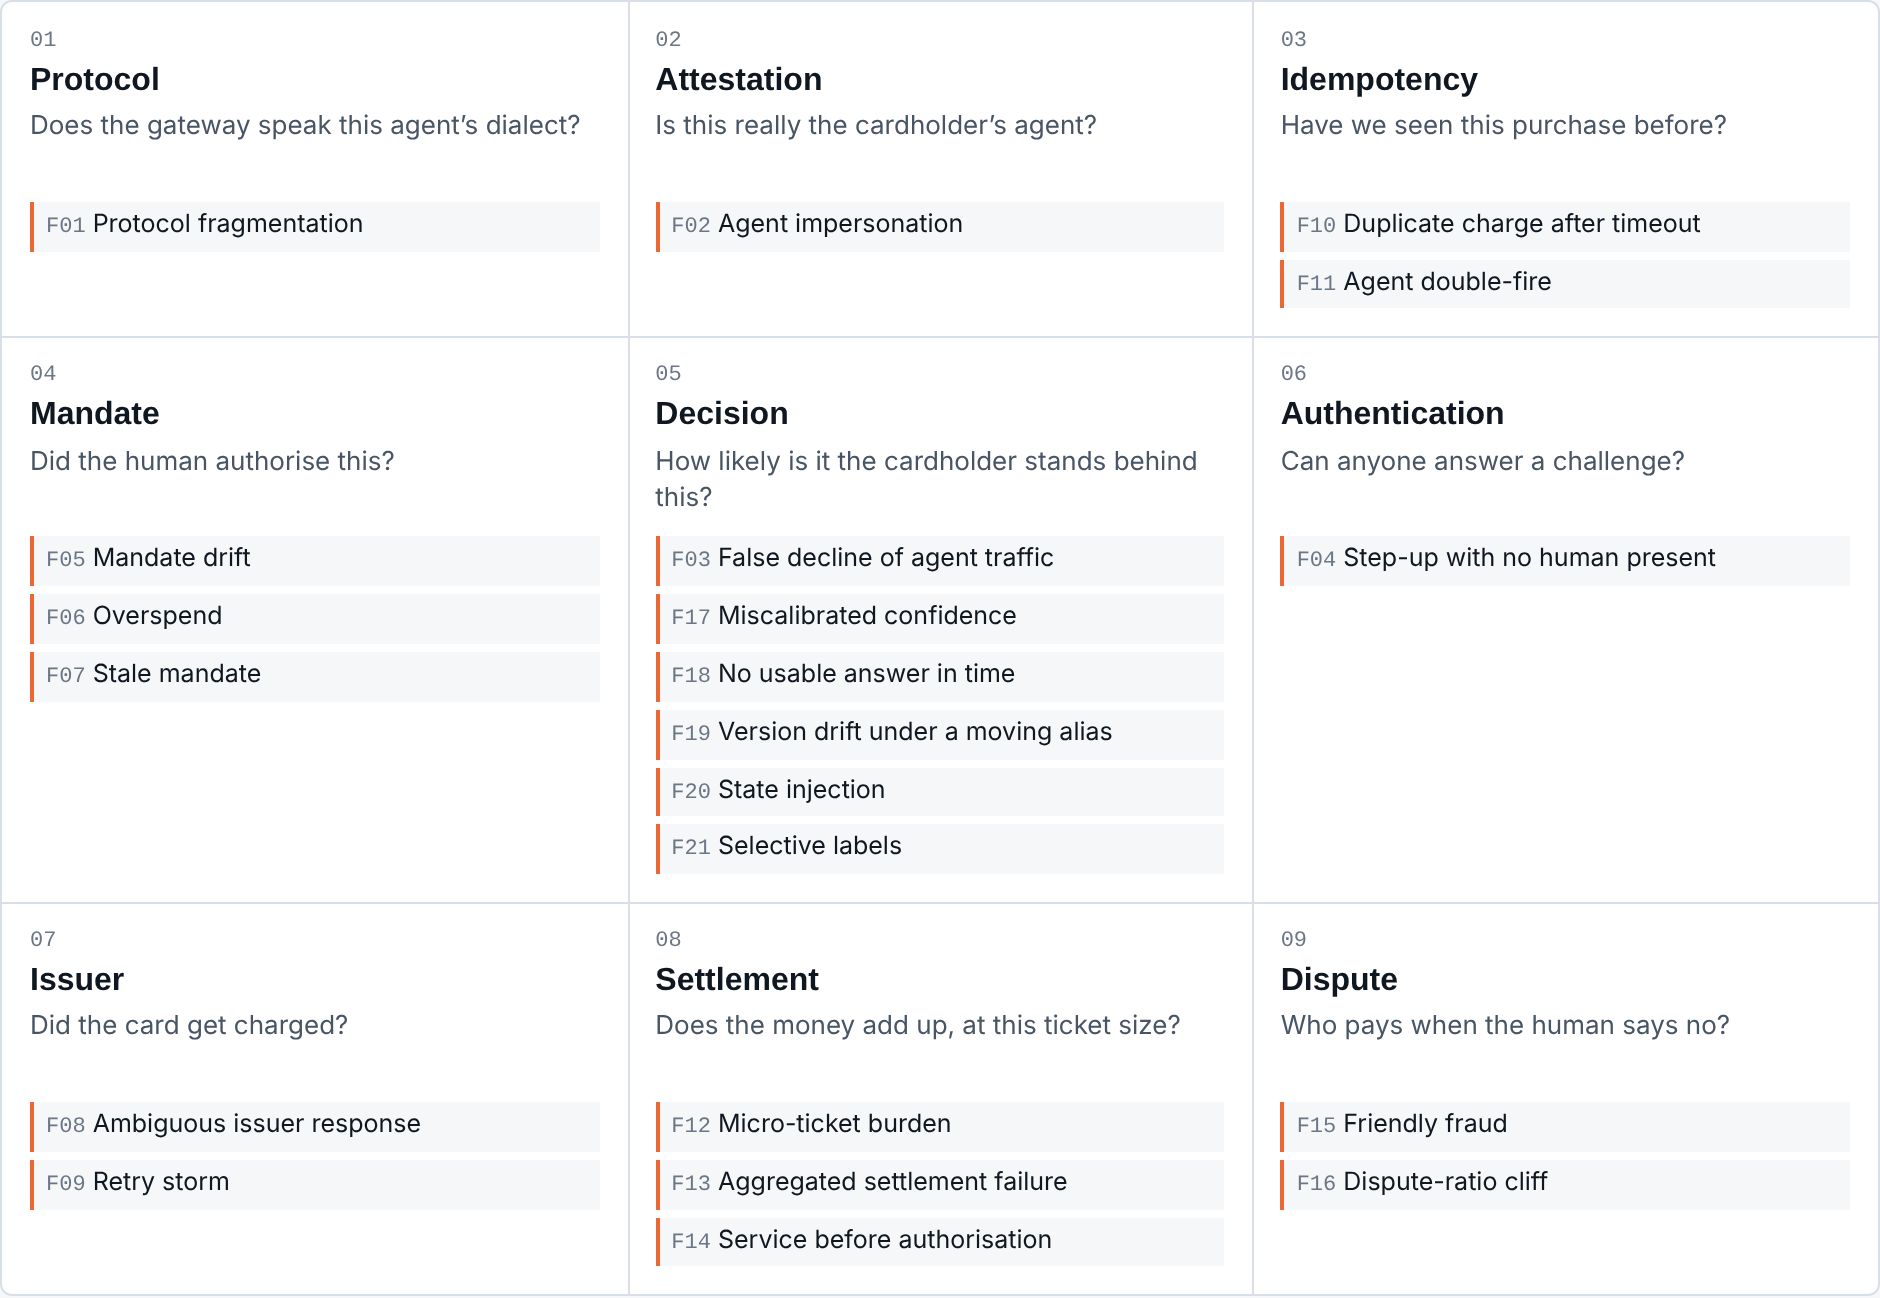 01
Protocol
Does the gateway speak this agent’s dialect?
F01 Protocol fragmentation
02
Attestation
Is this really the cardholder’s agent?
F02 Agent impersonation
03
Idempotency
Have we seen this purchase before?
F10 Duplicate charge after timeout
F11 Agent double-fire
04
Mandate
Did the human authorise this?
F05 Mandate drift
F06 Overspend
F07 Stale mandate
05
Decision
How likely is it the cardholder stands behind
this?
F03 False decline of agent traffic
F17 Miscalibrated confidence
F18 No usable answer in time
F19 Version drift under a moving alias
F20 State injection
F21 Selective labels
06
Authentication
Can anyone answer a challenge?
F04 Step-up with no human present
07
Issuer
Did the card get charged?
F08 Ambiguous issuer response
F09 Retry storm
08
Settlement
Does the money add up, at this ticket size?
F12 Micro-ticket burden
F13 Aggregated settlement failure
F14 Service before authorisation
09
Dispute
Who pays when the human says no?
F15 Friendly fraud
F16 Dispute-ratio cliff